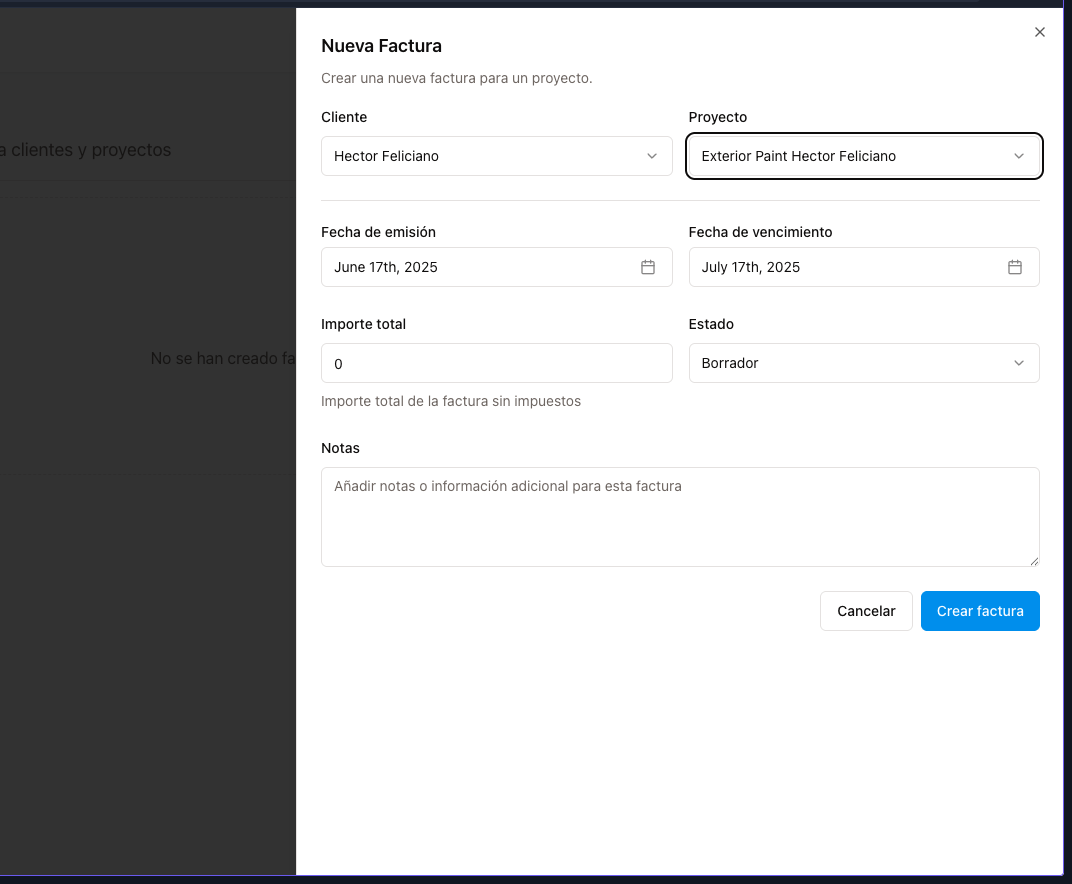 Nueva Factura
Crear una nueva factura para un proyecto.
Cliente
Proyecto
Hector Feliciano
Exterior Paint Hector Feliciano
a clientes y proyectos
Fecha de emisión
Fecha de vencimiento
June 17th, 2025
July 17th, 2025
Importe total
Estado
0
Borrador
No se han creado fa
Importe total de la factura sin impuestos
Notas
Añadir notas o información adicional para esta factura
Cancelar
Crear factura